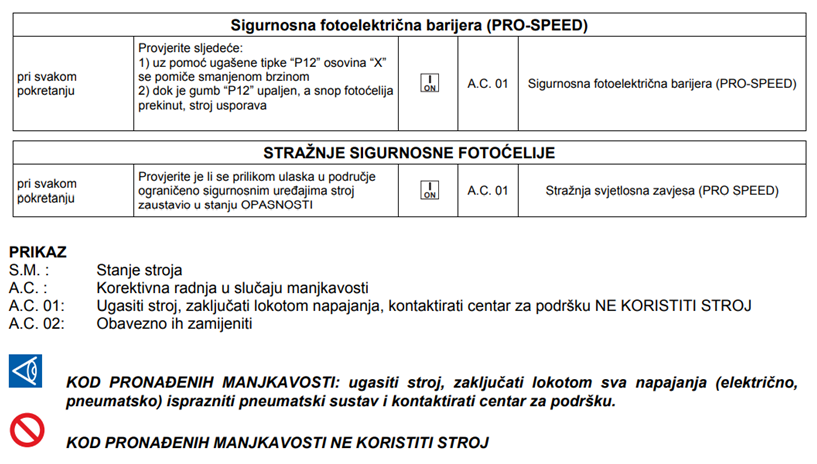 Sigurnosna fotoelektrična barijera (PRO-SPEED)
pri svakom
pokretanju
Provjerite sljedeće:
1) uz pomoć ugašene tipke “P12” osovina “X”
se pomiče smanjenom brzinom
2) dok je gumb “P12” upaljen, a snop fotoćelija
prekinut, stroj usporava
I
ON
A.C. 01
Sigurnosna fotoelektrična barijera (PRO-SPEED)
STRAŽNJE SIGURNOSNE FOTOĆELIJE
pri svakom
pokretanju
Provjerite je li se prilikom ulaska u područje
ograničeno sigurnosnim uređajima stroj
zaustavio u stanju OPASNOSTI
I
ON
A.C. 01
Stražnja svjetlosna zavjesa (PRO SPEED)
PRIKAZ
S.M. : Stanje stroja
A.C. : Korektivna radnja u slučaju manjkavosti
A.C. 01: Ugasiti stroj, zaključati lokotom napajanja, kontaktirati centar za podršku NE KORISTITI STROJ
A.C. 02: Obavezno ih zamijeniti
KOD PRONAĐENIH MANJKAVOSTI: ugasiti stroj, zaključati lokotom sva napajanja (električno,
pneumatsko) isprazniti pneumatski sustav i kontaktirati centar za podršku.
KOD PRONAĐENIH MANJKAVOSTI NE KORISTITI STROJ